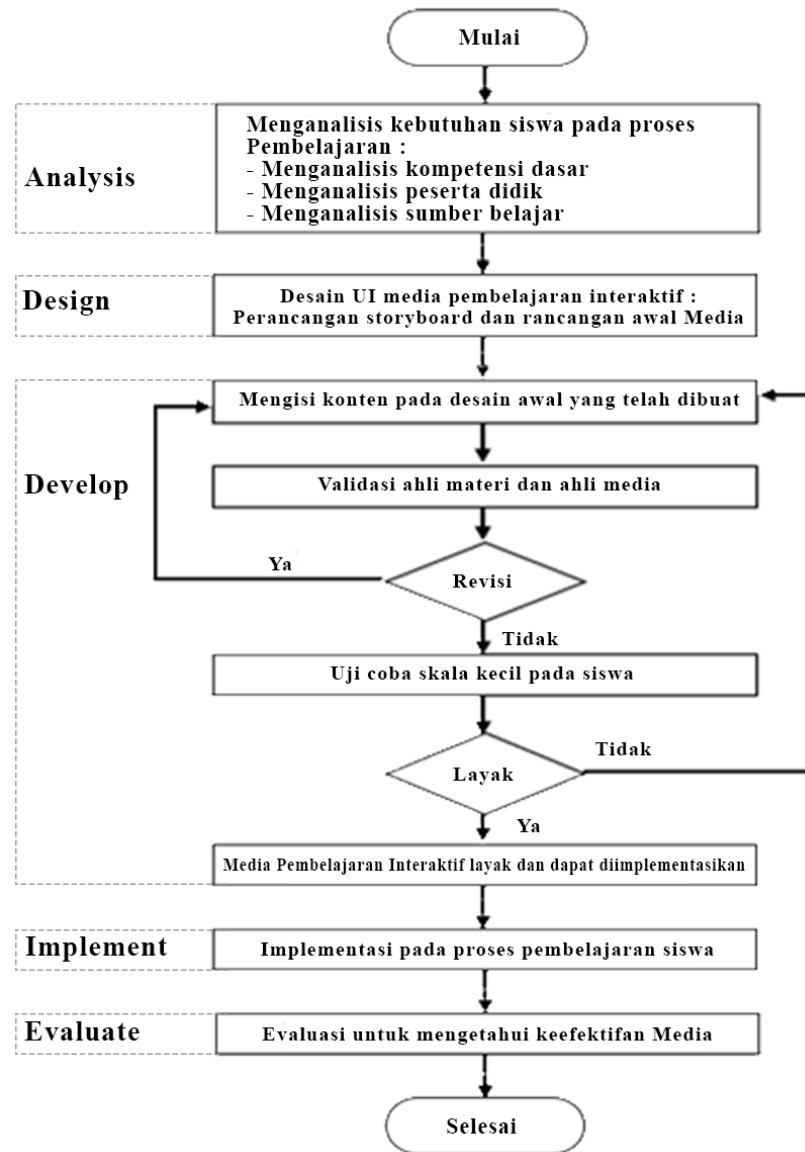 Mulai
Analysis
Menganalisis kebutuhan siswa pada proses
Pembelajaran :
- Menganalisis kompetensi dasar
- Menganalisis peserta didik
- Menganalisis sumber belajar
Design
Desain UI media pembelajaran interaktif :
Perancangan storyboard dan rancangan awal Media
Develop
Mengisi konten pada desain awal yang telah dibuat
Validasi ahli materi dan ahli media
Revisi
Ya
Tidak
Uji coba skala kecil pada siswa
Layak
Tidak
Ya
Media Pembelajaran Interaktif layak dan dapat diimplementasikan
Implement
Implementasi pada proses pembelajaran siswa
Evaluate
Evaluasi untuk mengetahui keefektifan Media
Selesai